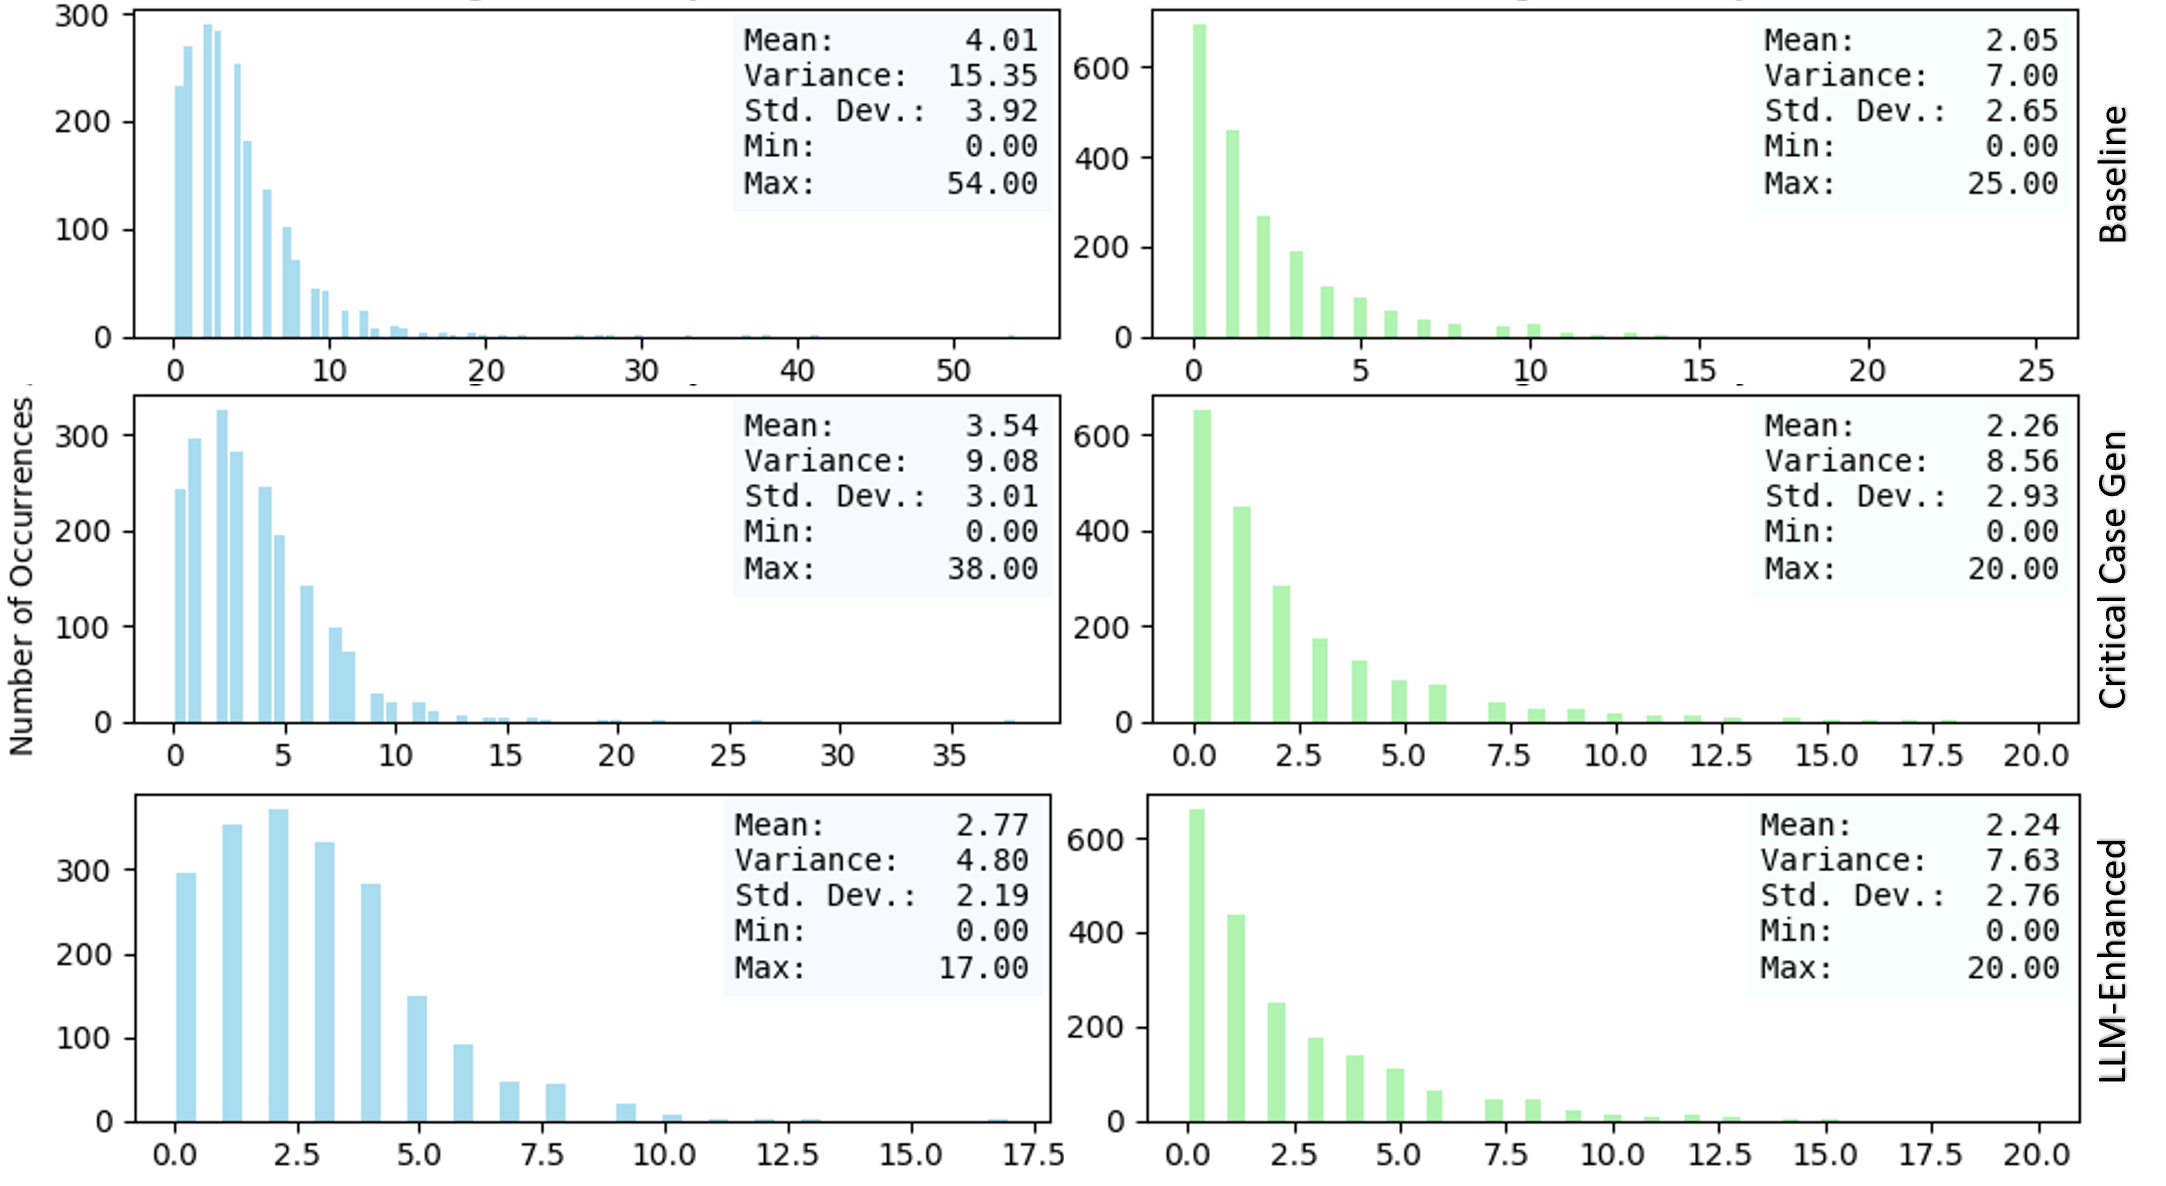 300
200
100
0
Mean: 4.01
Variance: 15.35
Std. Dev.: 3.92
Min: 0.00
Max: 54.00
0 10 20 30 40 50
600
400
200
0
Mean: 2.05
Variance: 7.00
Std. Dev.: 2.65
Min: 0.00
Max: 25.00
0 5 10 15 20 25
Baseline
Number of Occurrences
300
200
100
0
Mean: 3.54
Variance: 9.08
Std. Dev.: 3.01
Min: 0.00
Max: 38.00
0 5 10 15 20 25 30 35
600
400
200
0
Mean: 2.26
Variance: 8.56
Std. Dev.: 2.93
Min: 0.00
Max: 20.00
0.0 2.5 5.0 7.5 10.0 12.5 15.0 17.5 20.0
Critical Case Gen
300
200
100
0
Mean: 2.77
Variance: 4.80
Std. Dev.: 2.19
Min: 0.00
Max: 17.00
0.0 2.5 5.0 7.5 10.0 12.5 15.0 17.5
600
400
200
0
Mean: 2.24
Variance: 7.63
Std. Dev.: 2.76
Min: 0.00
Max: 20.00
0.0 2.5 5.0 7.5 10.0 12.5 15.0 17.5 20.0
LLM-Enhanced